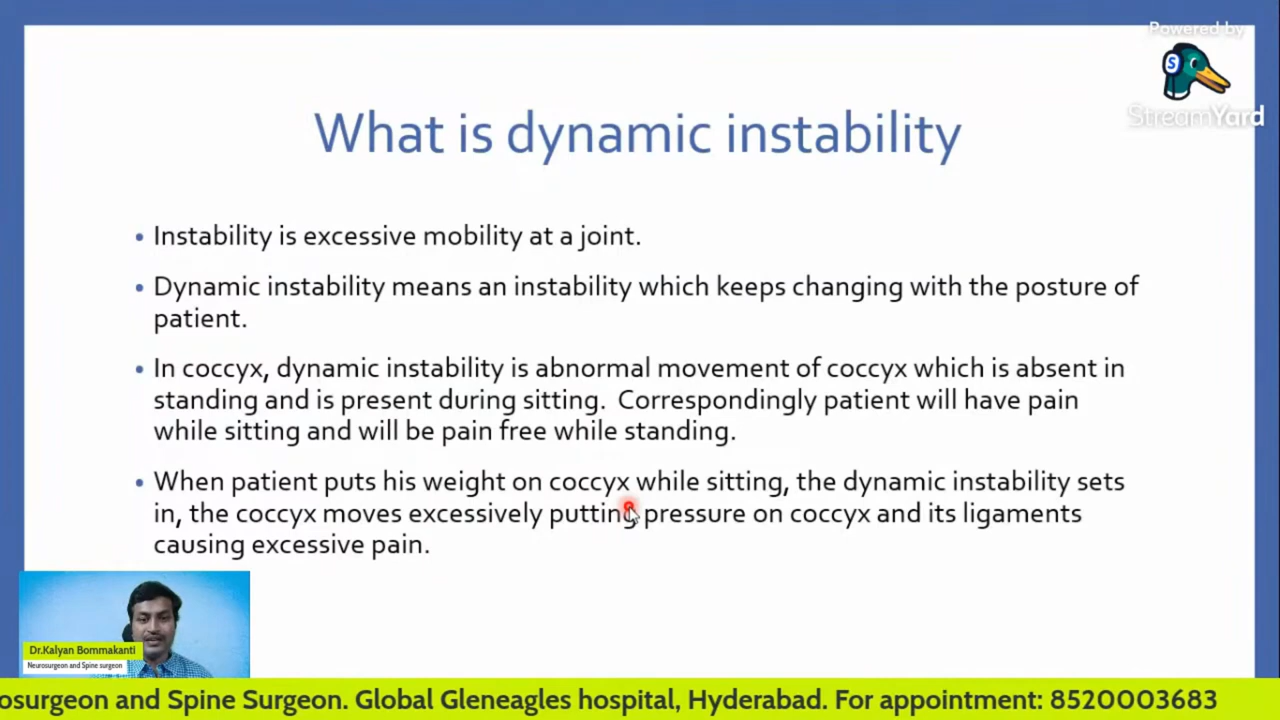 Powered by
StreamYard
What is dynamic instability
• Instability is excessive mobility at a joint.
• Dynamic instability means an instability which keeps changing with the posture of
patient.
• In coccyx, dynamic instability is abnormal movement of coccyx which is absent in
standing and is present during sitting. Correspondingly patient will have pain
while sitting and will be pain free while standing.
• When patient puts his weight on coccyx while sitting, the dynamic instability sets
in, the coccyx moves excessively putting pressure on coccyx and its ligaments
causing excessive pain.
Dr.Kalyan Bommakanti
Neurosurgeon and Spine surgeon
osurgeon and Spine Surgeon. Global Gleneagles hospital, Hyderabad. For appointment: 8520003683